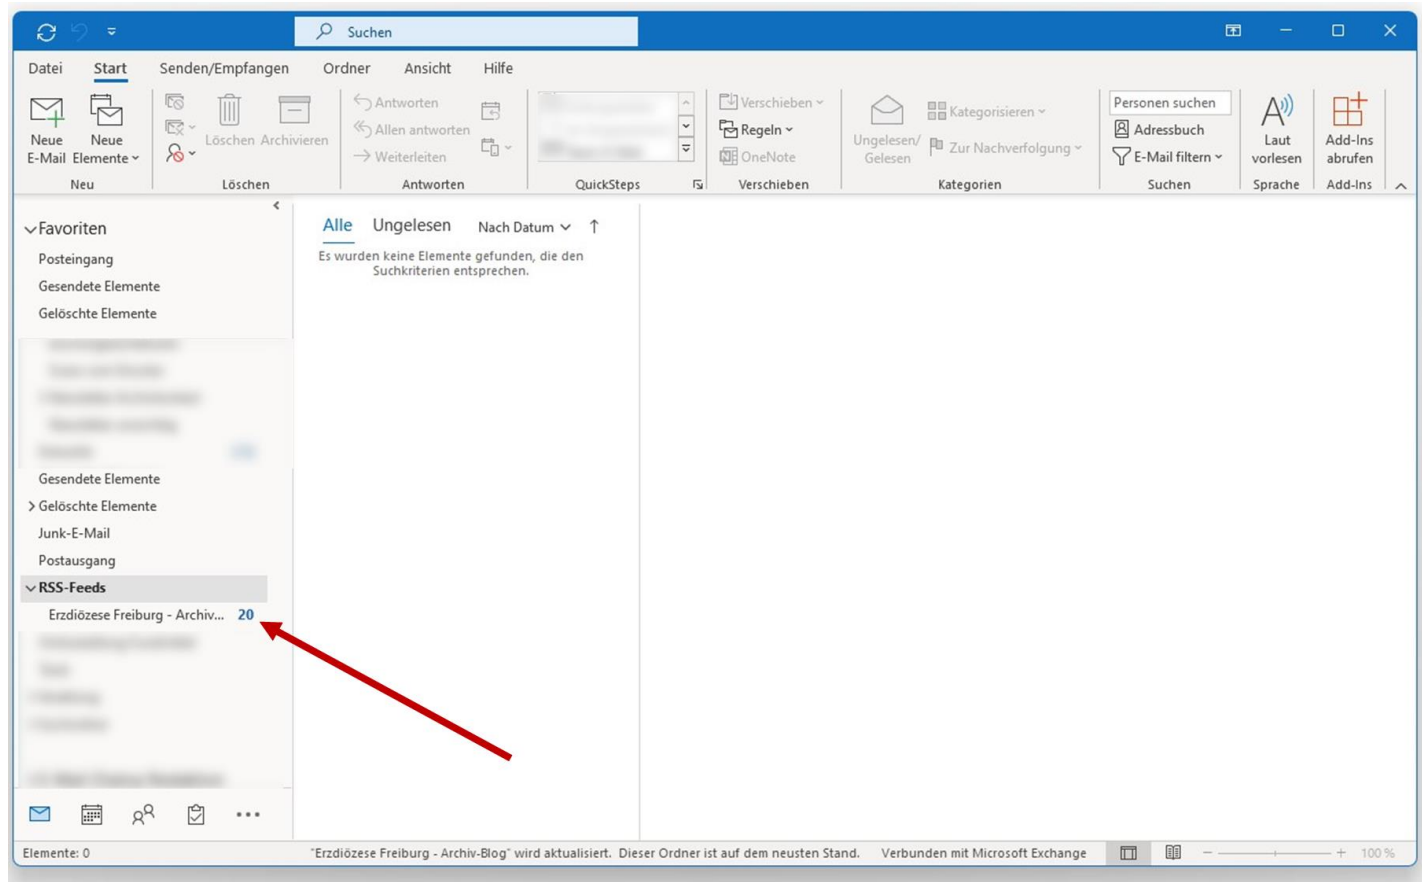 Suchen
Datei Start Senden/Empfangen Ordner Ansicht Hilfe
Neue E-Mail
Neue Elemente
Löschen
Archivieren
Antworten
Allen antworten
Weiterleiten
Verschieben
Regeln
OneNote
Ungelesen/ Gelesen
Kategorisieren
Zur Nachverfolgung
Personen suchen
Adressbuch
E-Mail filtern
Laut vorlesen
Add-Ins abrufen
Neu Löschen Antworten QuickSteps Verschieben Kategorien Suchen Sprache Add-Ins
Favoriten
Posteingang
Gesendete Elemente
Gelöschte Elemente
Gesendete Elemente
Gelöschte Elemente
Junk-E-Mail
Postausgang
RSS-Feeds
Erzdiözese Freiburg - Archiv... 20
Alle Ungelesen Nach Datum
Es wurden keine Elemente gefunden, die den
Suchkriterien entsprechen.
Elemente: 0 "Erzdiözese Freiburg - Archiv-Blog" wird aktualisiert. Dieser Ordner ist auf dem neusten Stand. Verbunden mit Microsoft Exchange 100 %